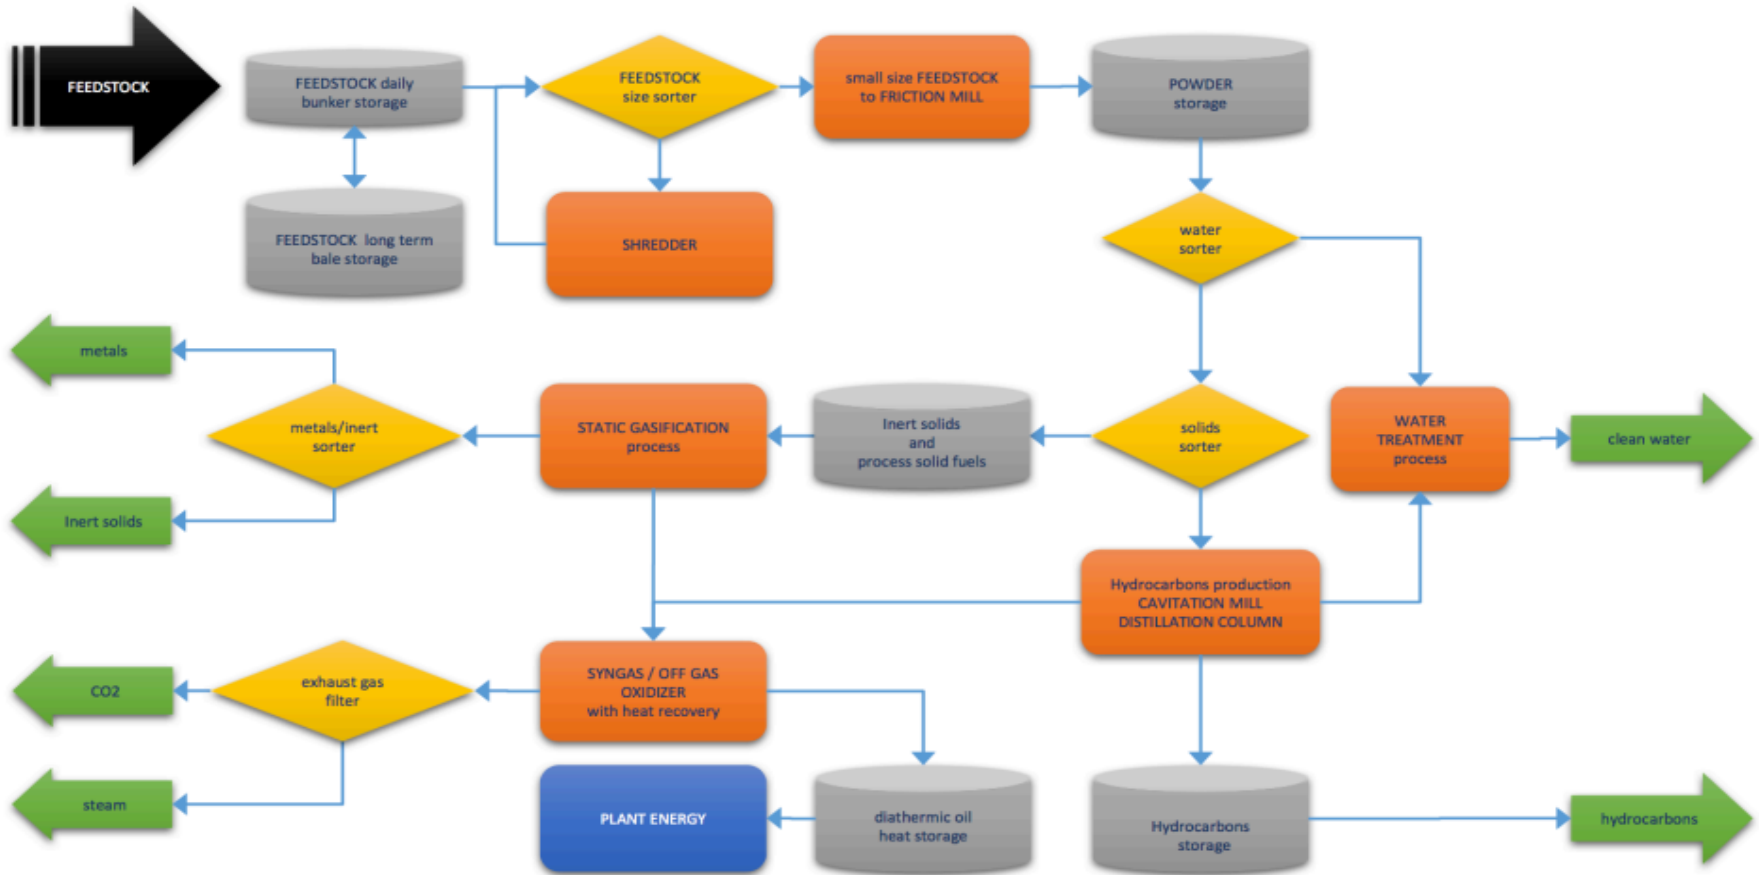 FEEDSTOCK
FEEDSTOCK daily
bunker storage
FEEDSTOCK
size sorter
small size FEEDSTOCK
to FRICTION MILL
POWDER
storage
FEEDSTOCK long term
bale storage
SHREDDER
water
sorter
metals
metals/inert
sorter
STATIC GASIFICATION
process
Inert solids
and
process solid fuels
solids
sorter
WATER
TREATMENT
process
clean water
Inert solids
Hydrocarbons production
CAVITATION MILL
DISTILLATION COLUMN
CO2
exhaust gas
filter
SYNGAS / OFF GAS
OXIDIZER
with heat recovery
steam
PLANT ENERGY
diathermic oil
heat storage
Hydrocarbons
storage
hydrocarbons